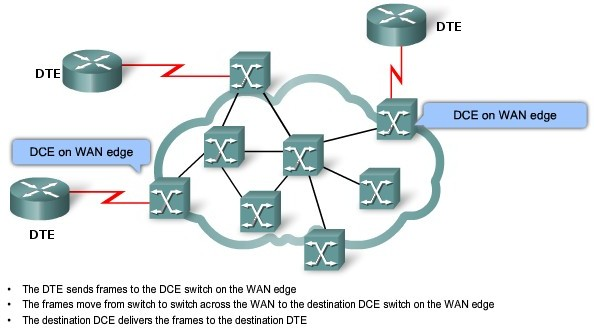 DTE
DTE
DCE on WAN edge
DCE on WAN edge
DTE
• The DTE sends frames to the DCE switch on the WAN edge
• The frames move from switch to switch across the WAN to the destination DCE switch on the WAN edge
• The destination DCE delivers the frames to the destination DTE